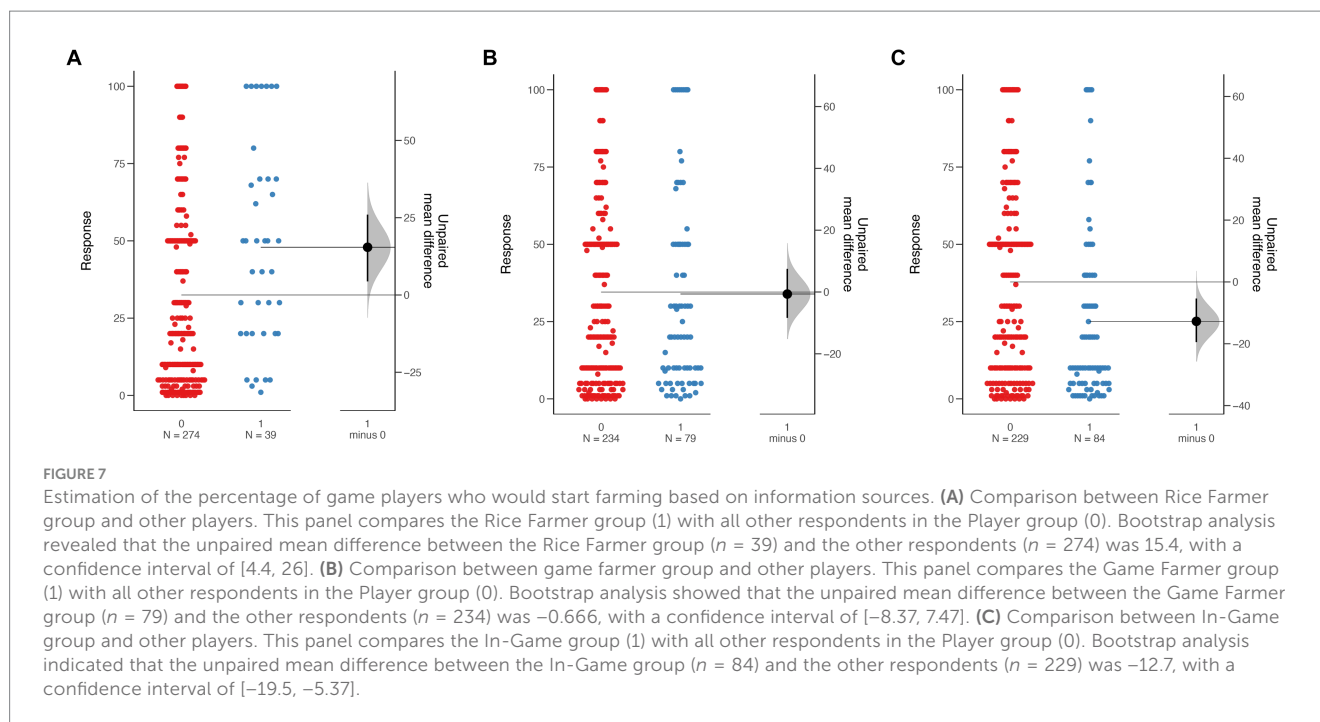 A
B
C
100
75
50
25
0
Response
50
25
0
−25
Unpaired
mean difference
0
N = 274
1
N = 39
1
minus 0
100
75
50
25
0
Response
60
40
20
0
−20
Unpaired
mean difference
0
N = 234
1
N = 79
1
minus 0
100
75
50
25
0
Response
60
40
20
0
−20
−40
Unpaired
mean difference
0
N = 229
1
N = 84
1
minus 0
FIGURE 7
Estimation of the percentage of game players who would start farming based on information sources. (A) Comparison between Rice Farmer
group and other players. This panel compares the Rice Farmer group (1) with all other respondents in the Player group (0). Bootstrap analysis
revealed that the unpaired mean difference between the Rice Farmer group (n = 39) and the other respondents (n = 274) was 15.4, with a
confidence interval of [4.4, 26]. (B) Comparison between game farmer group and other players. This panel compares the Game Farmer group
(1) with all other respondents in the Player group (0). Bootstrap analysis showed that the unpaired mean difference between the Game Farmer
group (n = 79) and the other respondents (n = 234) was −0.666, with a confidence interval of [−8.37, 7.47]. (C) Comparison between In-Game
group and other players. This panel compares the In-Game group (1) with all other respondents in the Player group (0). Bootstrap analysis
indicated that the unpaired mean difference between the In-Game group (n = 84) and the other respondents (n = 229) was −12.7, with a
confidence interval of [−19.5, −5.37].